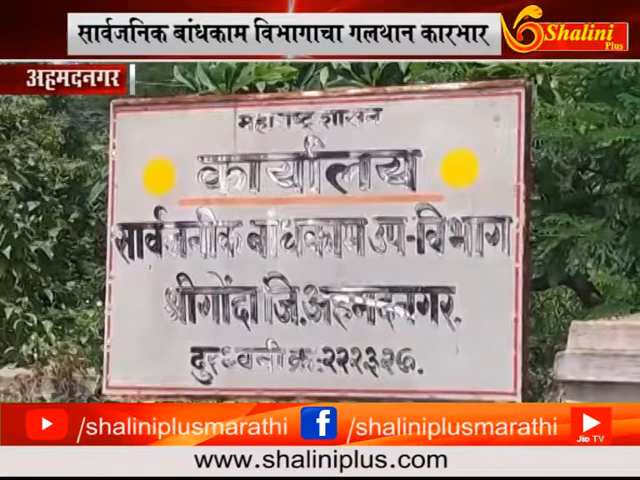 सार्वजनिक बांधकाम विभागाचा गलथान कारभार
Shalini
Plus
अहमदनगर
महाराष्ट्र शासन
कार्यालय
सार्वजनीक बांधकाम उप-विभाग
श्रीगोंदा जि.अहमदनगर.
दुरध्वनी क्र:२२२३२७.
/shaliniplusmarathi
/shaliniplusmarathi
JIO TV
www.shaliniplus.com